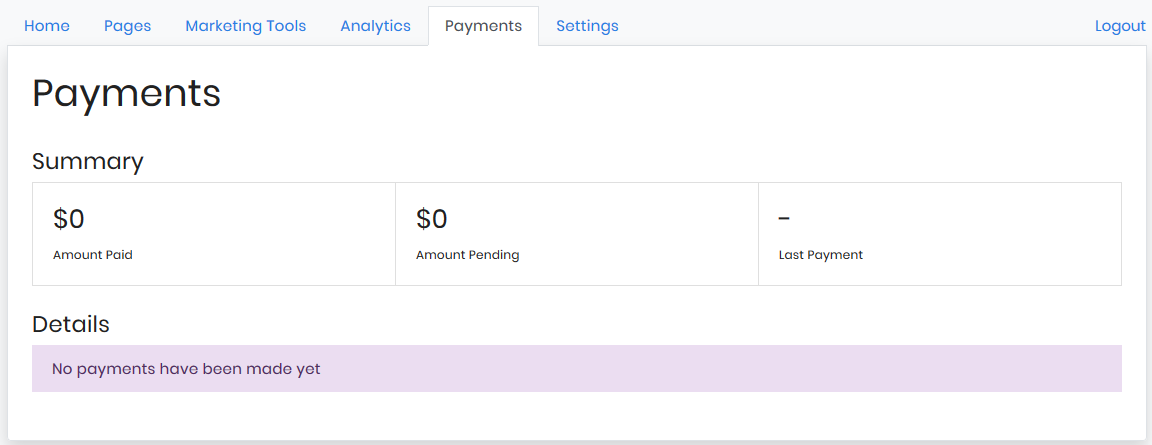 Home Pages Marketing Tools Analytics Payments Settings Logout
Payments
Summary
$0 $0 -
Amount Paid Amount Pending Last Payment
Details
No payments have been made yet